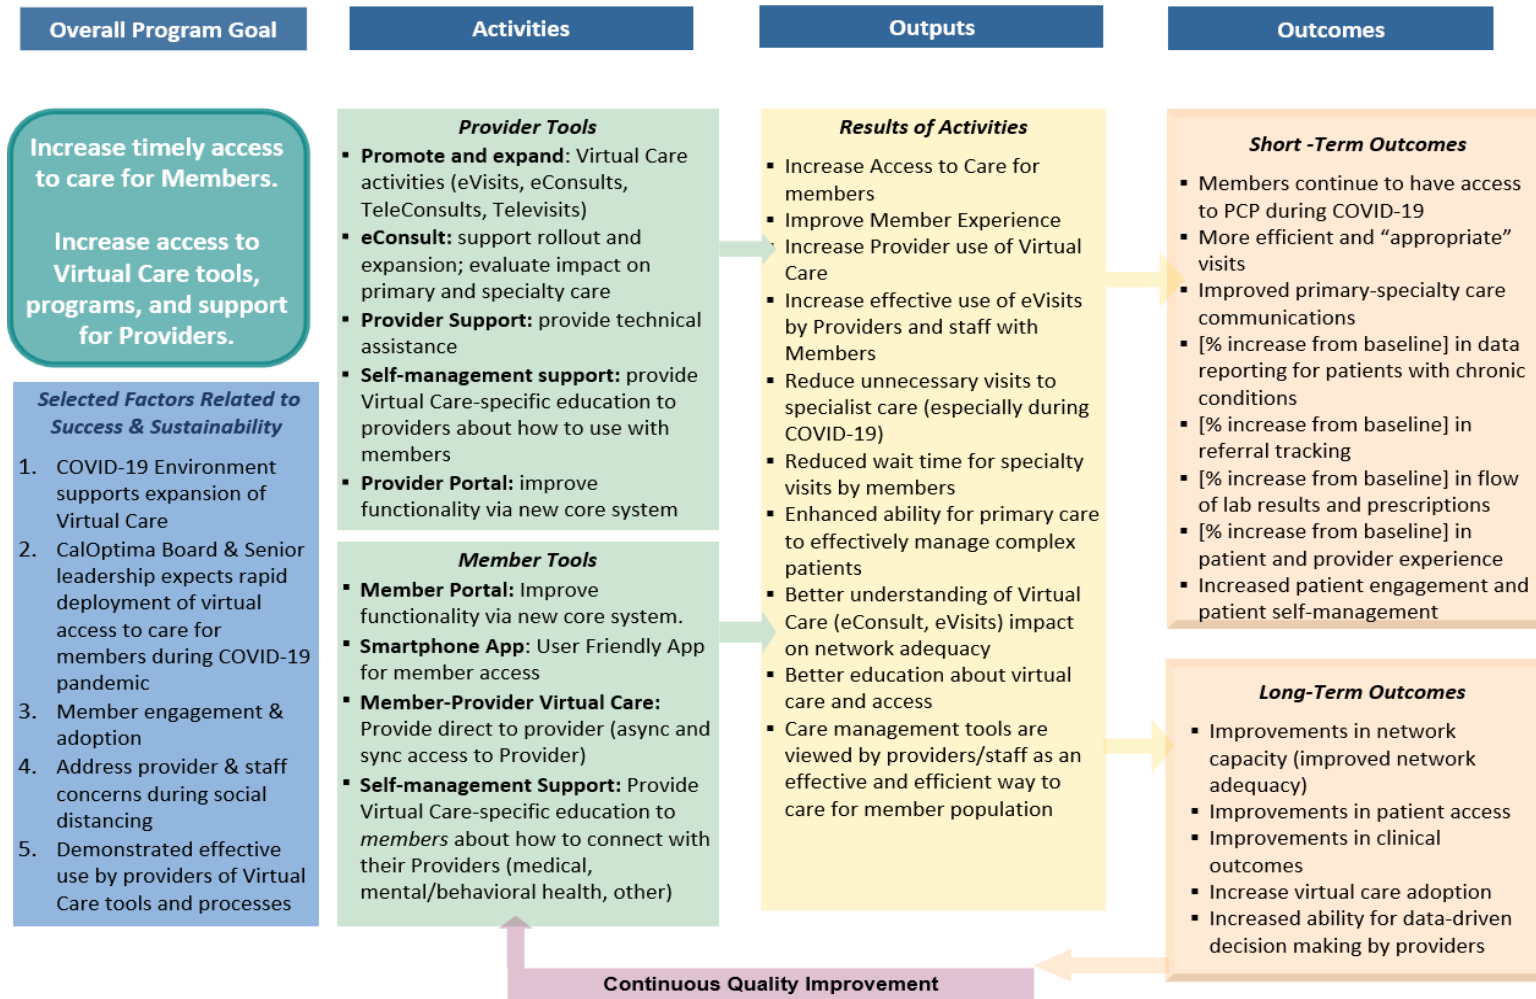 Overall Program Goal
Activities
Outputs
Outcomes
Increase timely access
to care for Members.
Increase access to
Virtual Care tools,
programs, and support
for Providers.
Selected Factors Related to
Success & Sustainability
1. COVID-19 Environment
supports expansion of
Virtual Care
2. CalOptima Board & Senior
leadership expects rapid
deployment of virtual
access to care for
members during COVID-19
pandemic
3. Member engagement &
adoption
4. Address provider & staff
concerns during social
distancing
5. Demonstrated effective
use by providers of Virtual
Care tools and processes
Provider Tools
▪ Promote and expand: Virtual Care
activities (eVisits, eConsults,
TeleConsults, Televisits)
▪ eConsult: support rollout and
expansion; evaluate impact on
primary and specialty care
▪ Provider Support: provide technical
assistance
▪ Self-management support: provide
Virtual Care-specific education to
providers about how to use with
members
▪ Provider Portal: improve
functionality via new core system
Member Tools
▪ Member Portal: Improve
functionality via new core system.
▪ Smartphone App: User Friendly App
for member access
▪ Member-Provider Virtual Care:
Provide direct to provider (async and
sync access to Provider)
▪ Self-management Support: Provide
Virtual Care-specific education to
members about how to connect with
their Providers (medical,
mental/behavioral health, other)
Results of Activities
▪ Increase Access to Care for
members
▪ Improve Member Experience
▪ Increase Provider use of Virtual
Care
▪ Increase effective use of eVisits
by Providers and staff with
Members
▪ Reduce unnecessary visits to
specialist care (especially during
COVID-19)
▪ Reduced wait time for specialty
visits by members
▪ Enhanced ability for primary care
to effectively manage complex
patients
▪ Better understanding of Virtual
Care (eConsult, eVisits) impact
on network adequacy
▪ Better education about virtual
care and access
▪ Care management tools are
viewed by providers/staff as an
effective and efficient way to
care for member population
Short -Term Outcomes
▪ Members continue to have access
to PCP during COVID-19
▪ More efficient and “appropriate”
visits
▪ Improved primary-specialty care
communications
▪ [% increase from baseline] in data
reporting for patients with chronic
conditions
▪ [% increase from baseline] in
referral tracking
▪ [% increase from baseline] in flow
of lab results and prescriptions
▪ [% increase from baseline] in
patient and provider experience
▪ Increased patient engagement and
patient self-management
Long-Term Outcomes
▪ Improvements in network
capacity (improved network
adequacy)
▪ Improvements in patient access
▪ Improvements in clinical
outcomes
▪ Increase virtual care adoption
▪ Increased ability for data-driven
decision making by providers
Continuous Quality Improvement